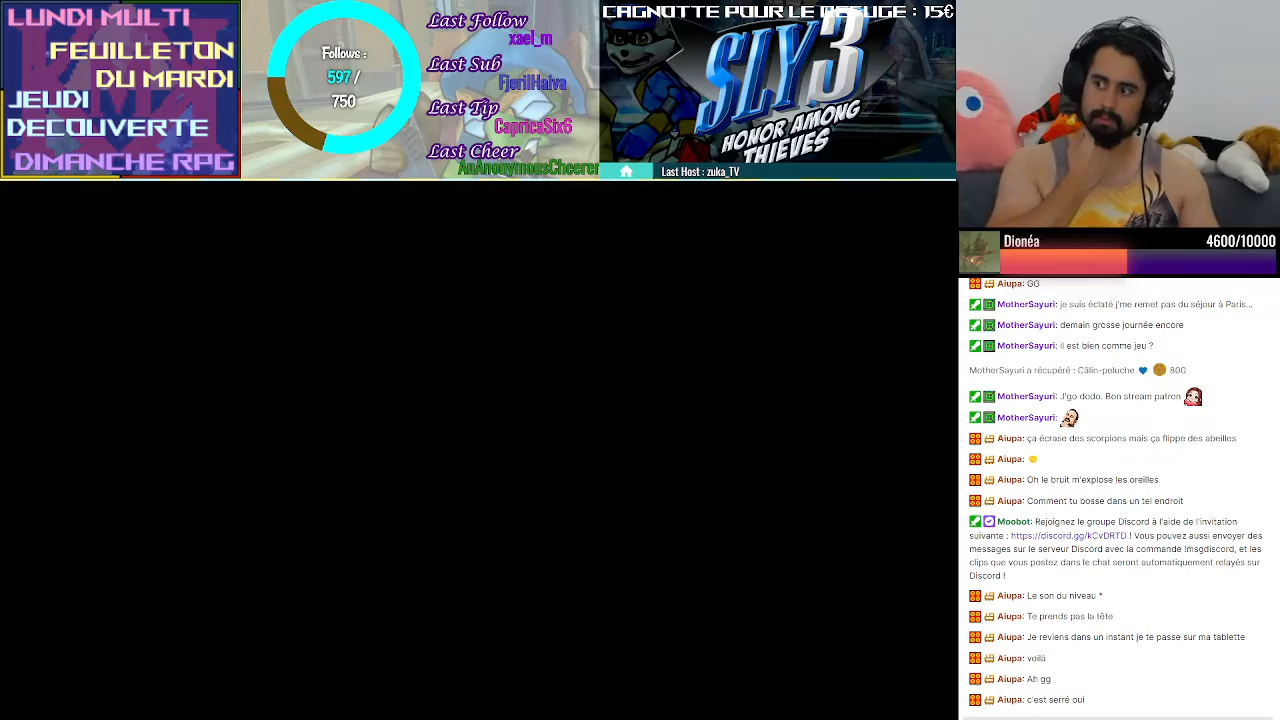 LUNDI MULTI
FEUILLETON
DU MARDI
JEUDI
DECOUVERTE
DIMANCHE RPG
Follows :
597 /
750
Last Follow
xael_m
Last Sub
FjorilHaiva
Last Tip
CapricaSix6
Last Cheer
AnAnonymousCheerer
CAGNOTTE POUR LE REFUGE : 15€
SLY 3
HONOR AMONG
THIEVES
Last Host : zuka_TV
Dionéa 4600/10000
Aiupa: GG
MotherSayuri: je suis éclaté j'me remet pas du séjour à Paris...
MotherSayuri: demain grosse journée encore
MotherSayuri: il est bien comme jeu ?
MotherSayuri a récupéré : Câlin-peluche 💙 800
MotherSayuri: J'go dodo. Bon stream patron
MotherSayuri:
Aiupa: ça écrase des scorpions mais ça flippe des abeilles
Aiupa:
Aiupa: Oh le bruit m'explose les oreilles
Aiupa: Comment tu bosse dans un tel endroit
Moobot: Rejoignez le groupe Discord à l'aide de l'invitation
suivante : https://discord.gg/kCvDRTD ! Vous pouvez aussi envoyer des
messages sur le serveur Discord avec la commande !msgdiscord, et les
clips que vous postez dans le chat seront automatiquement relayés sur
Discord !
Aiupa: Le son du niveau *
Aiupa: Te prends pas la tête
Aiupa: Je reviens dans un instant je te passe sur ma tablette
Aiupa: voilà
Aiupa: Ah gg
Aiupa: c'est serré oui